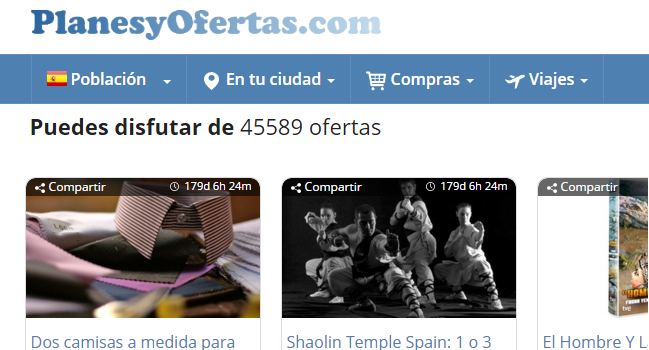 PlanesyOfertas.com
Población
En tu ciudad
Compras
Viajes
Puedes disfutar de 45589 ofertas
Compartir
179d 6h 24m
Compartir
179d 6h 24m
Compartir
Dos camisas a medida para
Shaolin Temple Spain: 1 o 3
El Hombre Y La